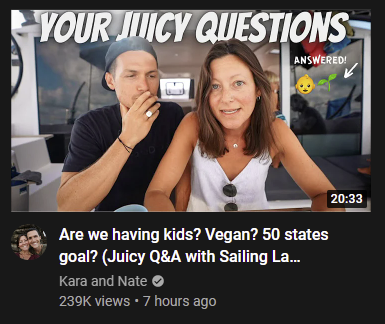 YOUR JUICY QUESTIONS
ANSWERED!
20:33
Are we having kids? Vegan? 50 states
goal? (Juicy Q&A with Sailing La...
Kara and Nate
239K views • 7 hours ago